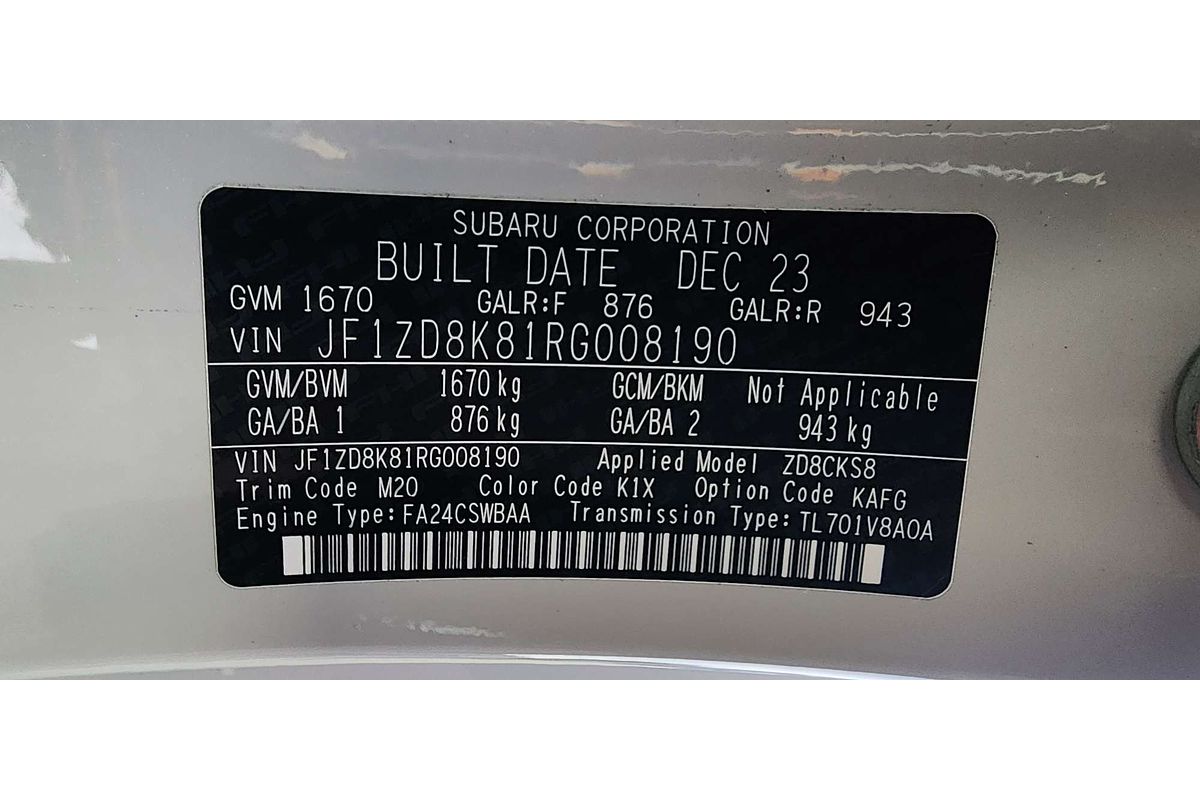 SUBARU CORPORATION
BUILT DATE DEC 23
GVM 1670 GALR:F 876 GALR:R 943
VIN JF1ZD8K81RG008190
GVM/BVM 1670 kg GCM/BKM Not Applicable
GA/BA 1 876 kg GA/BA 2 943 kg
VIN JF1ZD8K81RG008190 Applied Model ZD8CKS8
Trim Code M20 Color Code K1X Option Code KAFG
Engine Type: FA24CSWBAA Transmission Type: TL701V8A0A